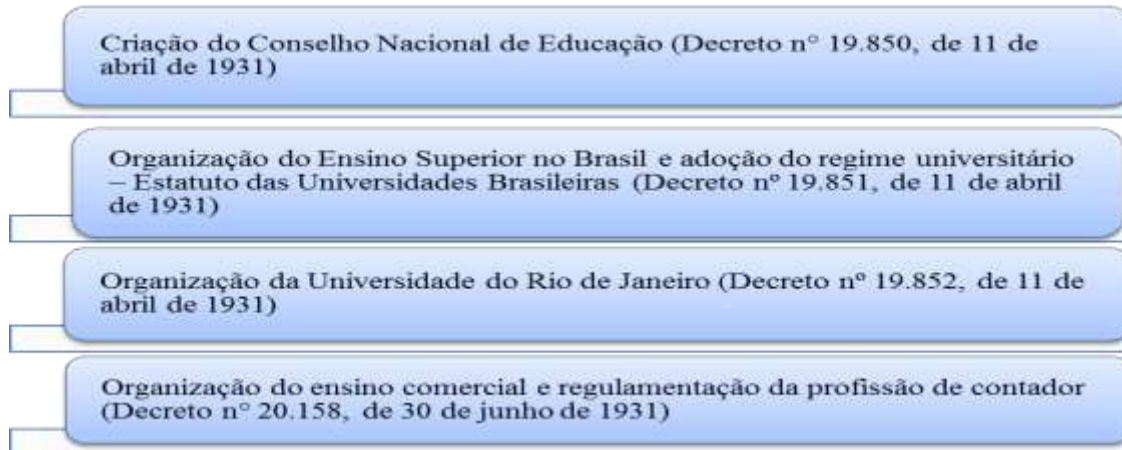 Criação do Conselho Nacional de Educação (Decreto n° 19.850, de 11 de
abril de 1931)
Organização do Ensino Superior no Brasil e adoção do regime universitário
– Estatuto das Universidades Brasileiras (Decreto nº 19.851, de 11 de abril
de 1931)
Organização da Universidade do Rio de Janeiro (Decreto nº 19.852, de 11 de
abril de 1931)
Organização do ensino comercial e regulamentação da profissão de contador
(Decreto n° 20.158, de 30 de junho de 1931)